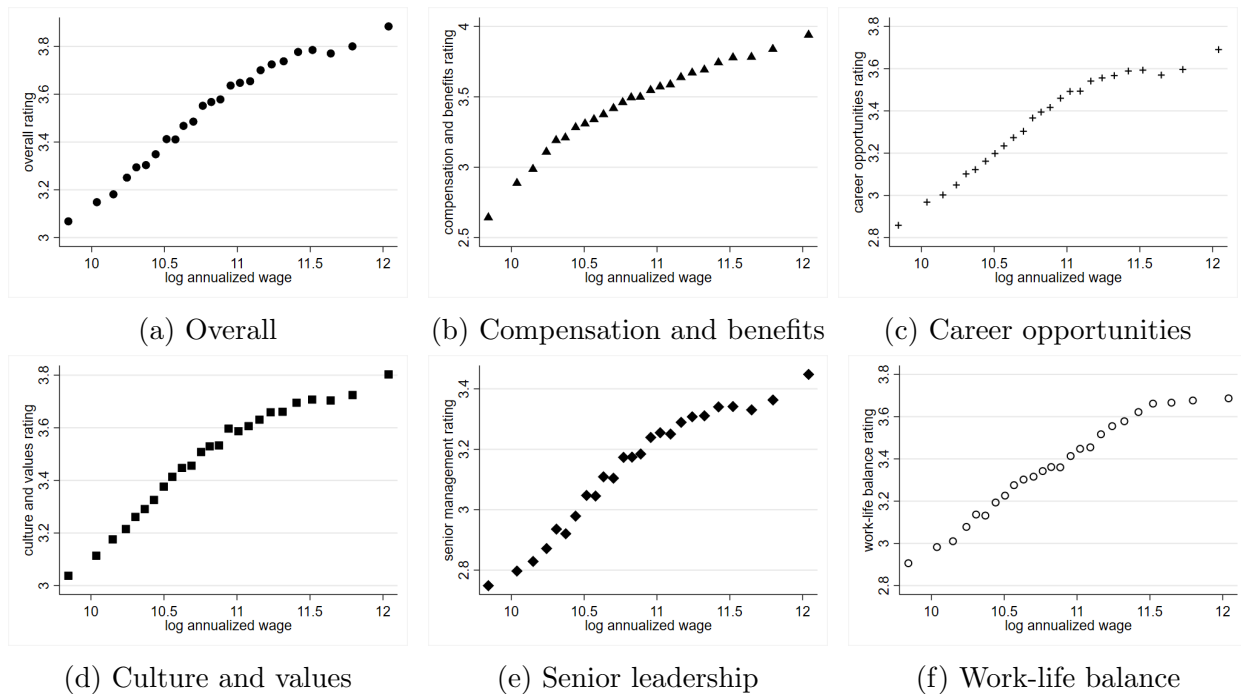 overall rating
3 3.2 3.4 3.6 3.8
10 10.5 11 11.5 12
log annualized wage
(a) Overall
compensation and benefits rating
2.5 3 3.5 4
10 10.5 11 11.5 12
log annualized wage
(b) Compensation and benefits
career opportunities rating
2.8 3 3.2 3.4 3.6 3.8
10 10.5 11 11.5 12
log annualized wage
(c) Career opportunities
culture and values rating
3 3.2 3.4 3.6 3.8
10 10.5 11 11.5 12
log annualized wage
(d) Culture and values
senior management rating
2.8 3 3.2 3.4
10 10.5 11 11.5 12
log annualized wage
(e) Senior leadership
work-life balance rating
2.8 3 3.2 3.4 3.6 3.8
10 10.5 11 11.5 12
log annualized wage
(f) Work-life balance